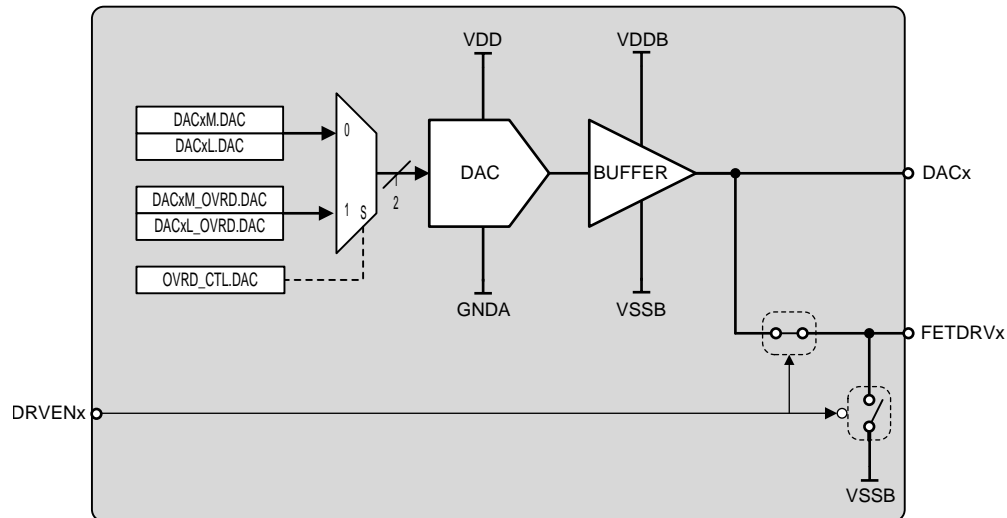 VDD
VDDB
DACxM.DAC
DACxL.DAC
0
DAC
BUFFER
DACx
DACxM_OVRD.DAC
DACxL_OVRD.DAC
1
S
2
OVRD_CTL.DAC
GNDA
VSSB
FETDRVx
DRVENx
VSSB